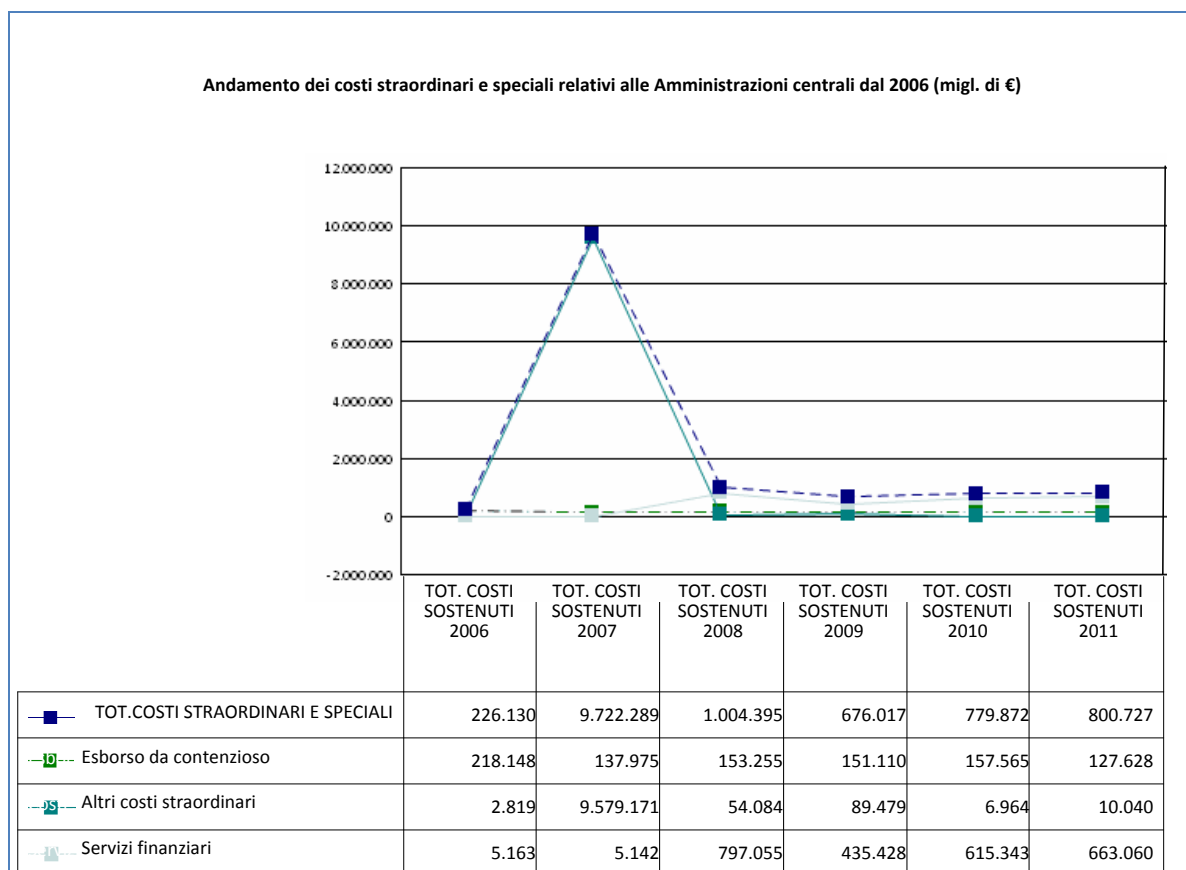 Andamento dei costi straordinari e speciali relativi alle Amministrazioni centrali dal 2006 (migl. di €)
12.000.000
10.000.000
8.000.000
6.000.000
4.000.000
2.000.000
0
-2.000.000
TOT. COSTI SOSTENUTI 2006
TOT. COSTI SOSTENUTI 2007
TOT. COSTI SOSTENUTI 2008
TOT. COSTI SOSTENUTI 2009
TOT. COSTI SOSTENUTI 2010
TOT. COSTI SOSTENUTI 2011
TOT.COSTI STRAORDINARI E SPECIALI 226.130 9.722.289 1.004.395 676.017 779.872 800.727
Esborso da contenzioso 218.148 137.975 153.255 151.110 157.565 127.628
Altri costi straordinari 2.819 9.579.171 54.084 89.479 6.964 10.040
Servizi finanziari 5.163 5.142 797.055 435.428 615.343 663.060